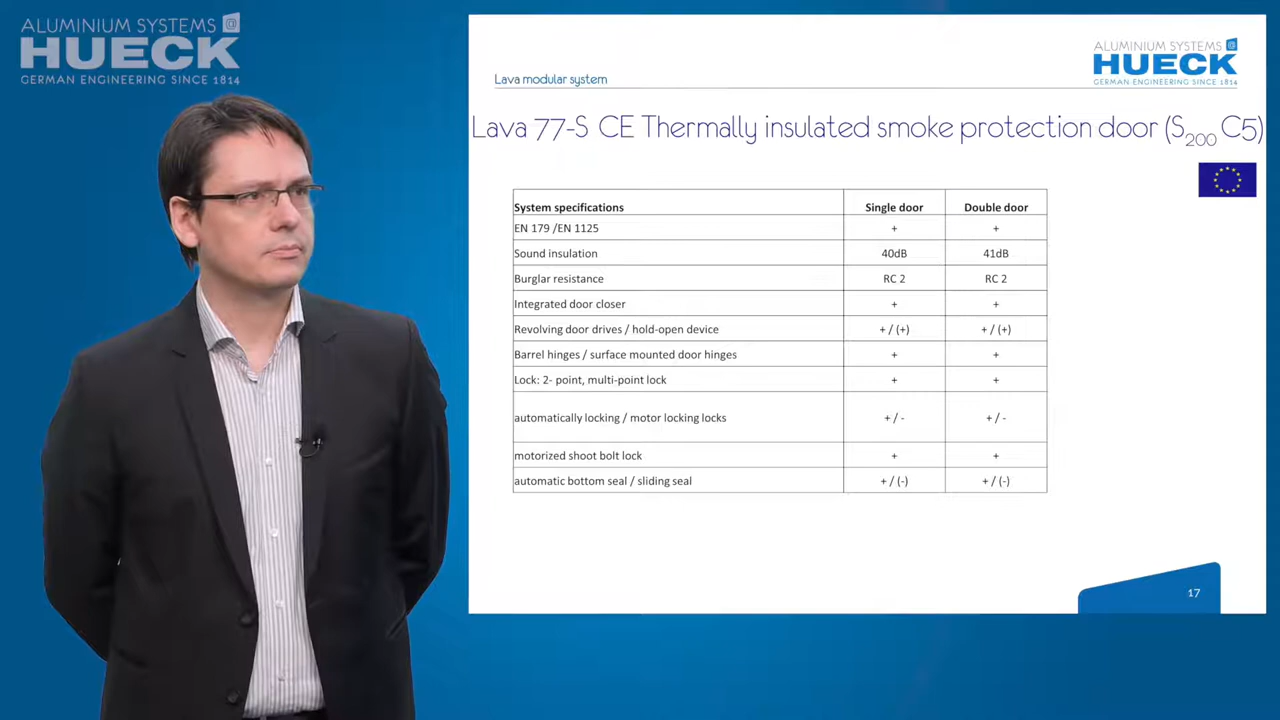 ALUMINIUM SYSTEMS @
HUECK
GERMAN ENGINEERING SINCE 1814
Lava modular system
ALUMINIUM SYSTEMS @
HUECK
GERMAN ENGINEERING SINCE 1814
Lava 77-S CE Thermally insulated smoke protection door (S200 C5)
System specifications Single door Double door
EN 179 /EN 1125 + +
Sound insulation 40dB 41dB
Burglar resistance RC 2 RC 2
Integrated door closer + +
Revolving door drives / hold-open device + / (+) + / (+)
Barrel hinges / surface mounted door hinges + +
Lock: 2- point, multi-point lock + +
automatically locking / motor locking locks + / - + / -
motorized shoot bolt lock + +
automatic bottom seal / sliding seal + / (-) + / (-)
17